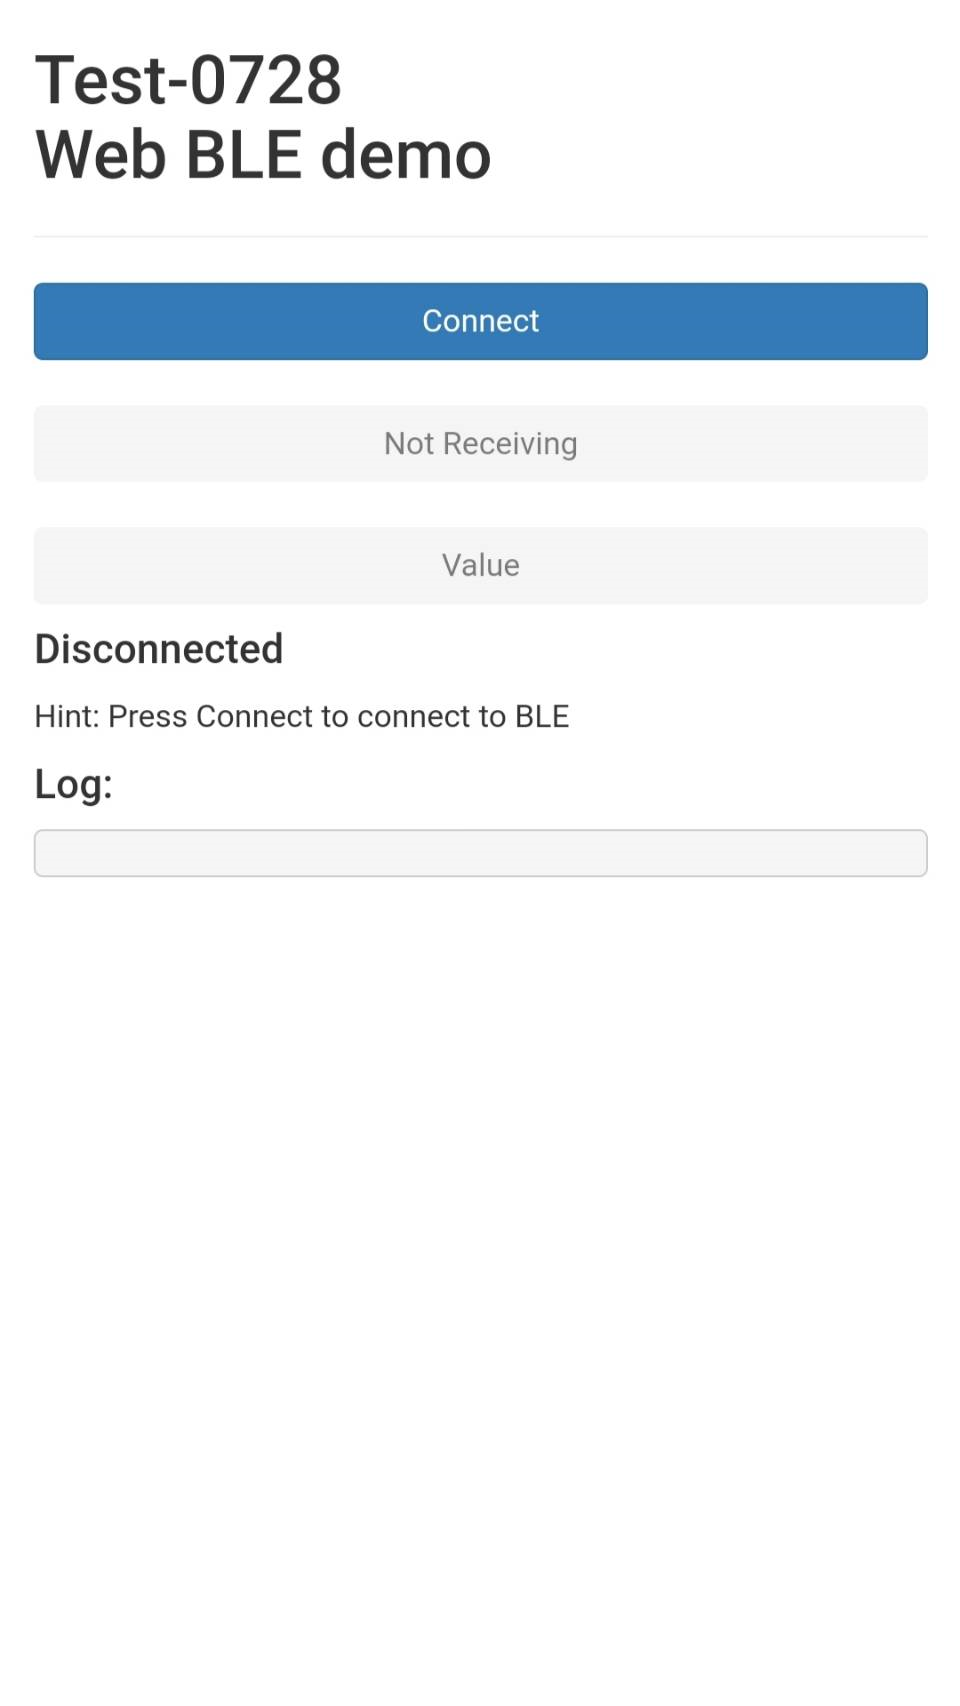 Test-0728
Web BLE demo
Connect
Not Receiving
Value
Disconnected
Hint: Press Connect to connect to BLE
Log: